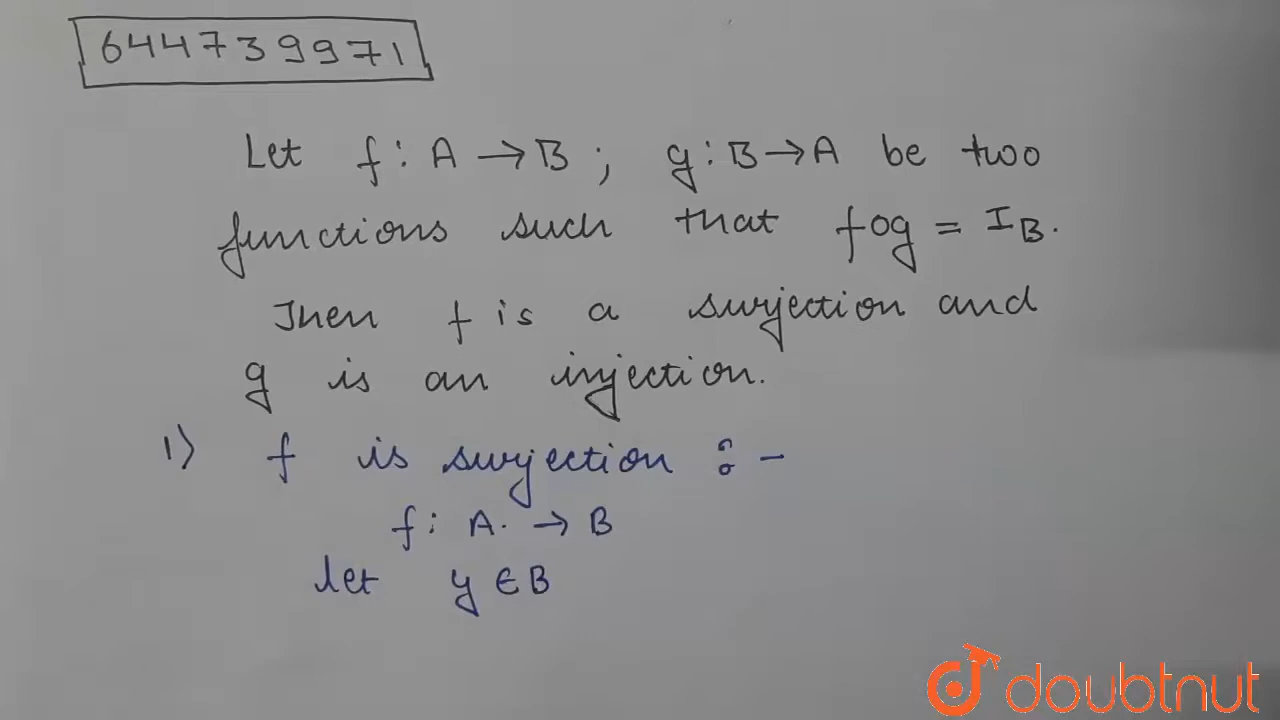 644739971
Let f : A → B ; g : B → A be two
functions such that fog = I_B.
Then f is a surjection and
g is an injection.
1) f is surjection : -
f : A. → B
let y ∈ B
doubtnut